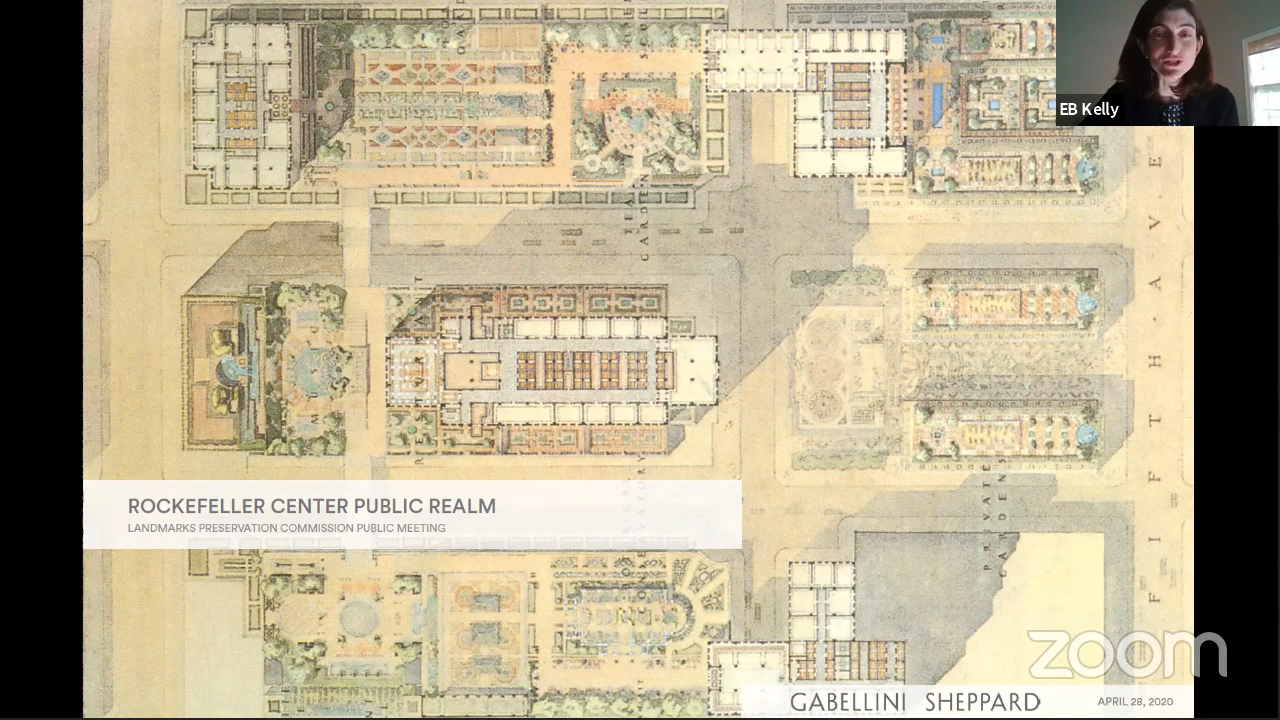 EB Kelly
GARDEN
FIFTH AVE
ROCKEFELLER CENTER PUBLIC REALM
LANDMARKS PRESERVATION COMMISSION PUBLIC MEETING
PRIVATE
GARDENS
zoom
GABELLINI SHEPPARD
APRIL 28, 2020